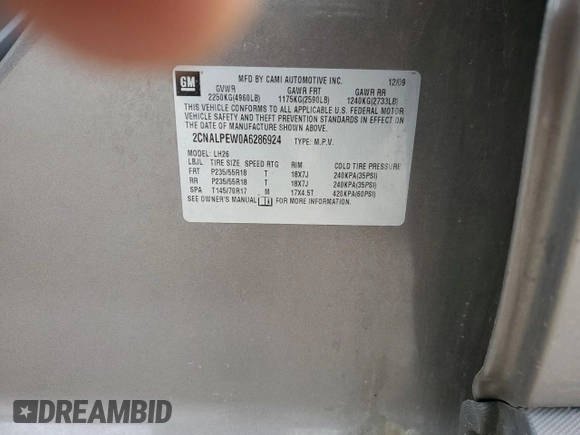 GM
MFD BY CAMI AUTOMOTIVE INC. 12/09
GVWR GAWR FRT GAWR RR
2250KG(4960LB) 1175KG(2590LB) 1240KG(2733LB)
THIS VEHICLE CONFORMS TO ALL APPLICABLE U.S. FEDERAL MOTOR
VEHICLE SAFETY AND THEFT PREVENTION STANDARDS IN EFFECT ON
THE DATE OF MANUFACTURE SHOWN ABOVE.
2CNALPEW0A6286924 TYPE: M.P.V.
MODEL: LH26
LBJL TIRE SIZE SPEED RTG RIM COLD TIRE PRESSURE
FRT P235/55R18 T 18X7J 240KPA(35PSI)
RR P235/55R18 T 18X7J 240KPA(35PSI)
SPA T145/70R17 M 17X4.5T 420KPA(60PSI)
SEE OWNER'S MANUAL FOR MORE INFORMATION.
DREAMBID